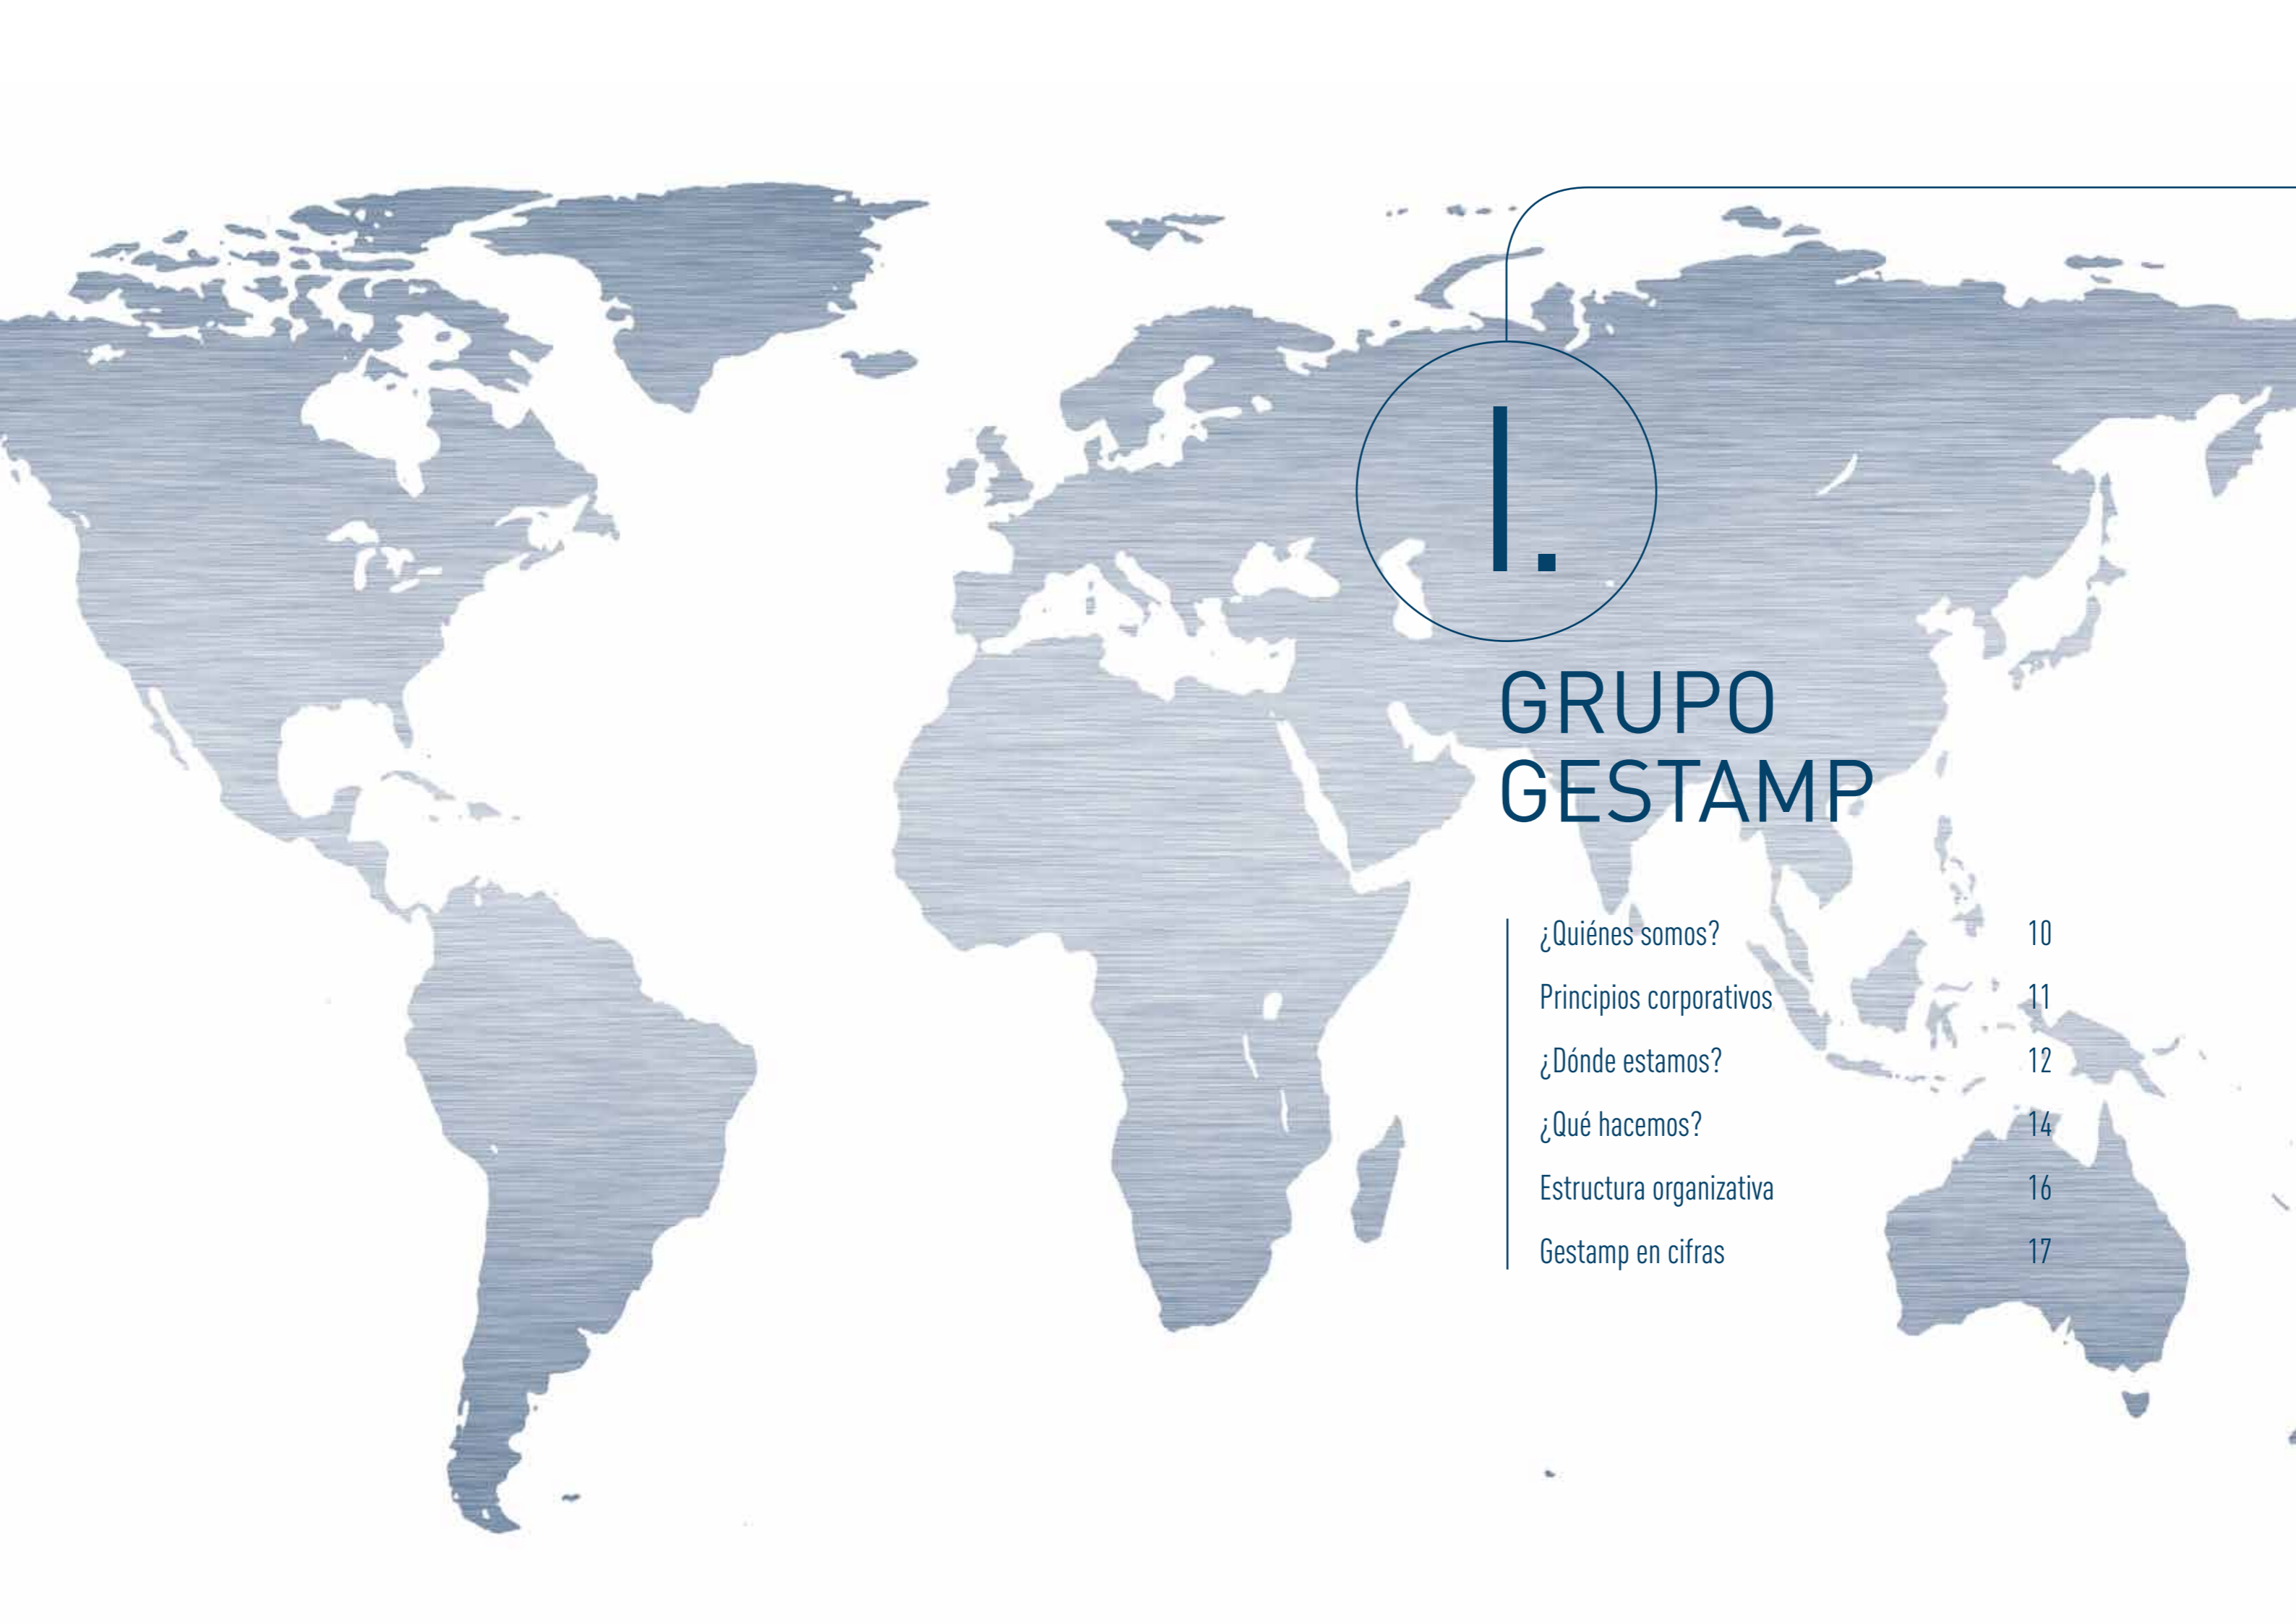 I.
GRUPO
GESTAMP
¿Quiénes somos? 10
Principios corporativos 11
¿Dónde estamos? 12
¿Qué hacemos? 14
Estructura organizativa 16
Gestamp en cifras 17